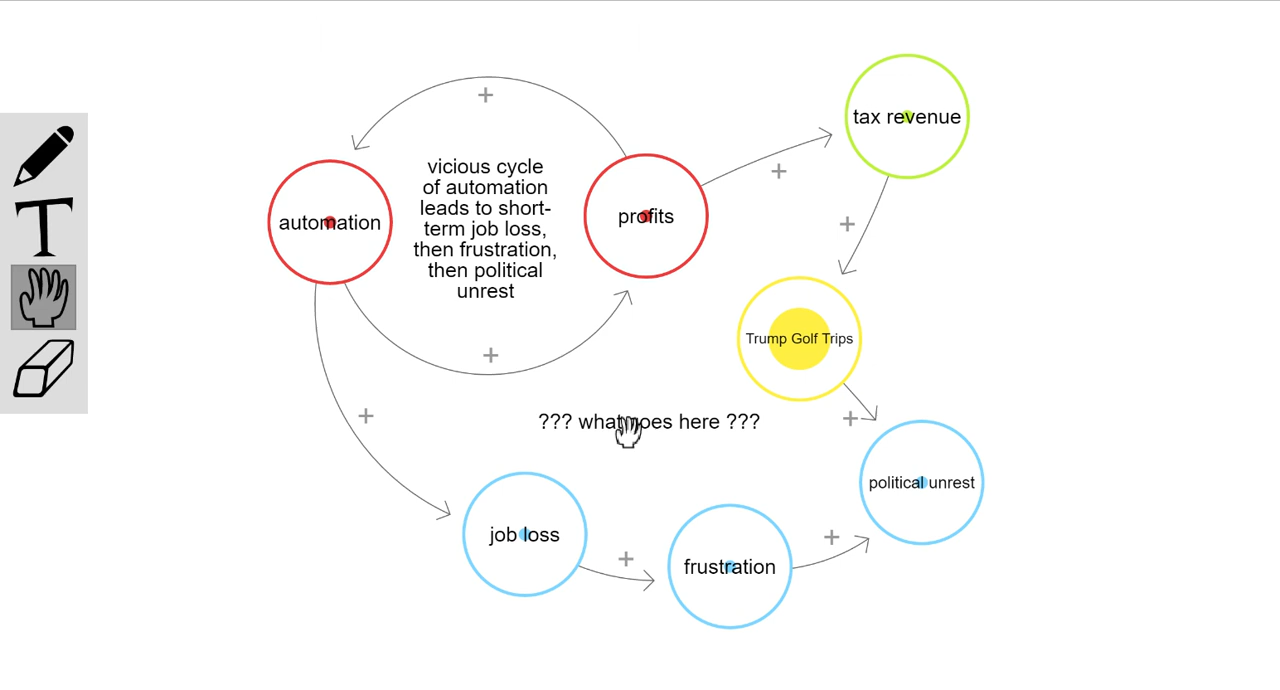 +
tax revenue
vicious cycle
of automation
leads to short-
term job loss,
then frustration,
then political
unrest
+
automation
profits
+
+
Trump Golf Trips
+
+
+
??? what goes here ???
political unrest
job loss
+
+
frustration
T